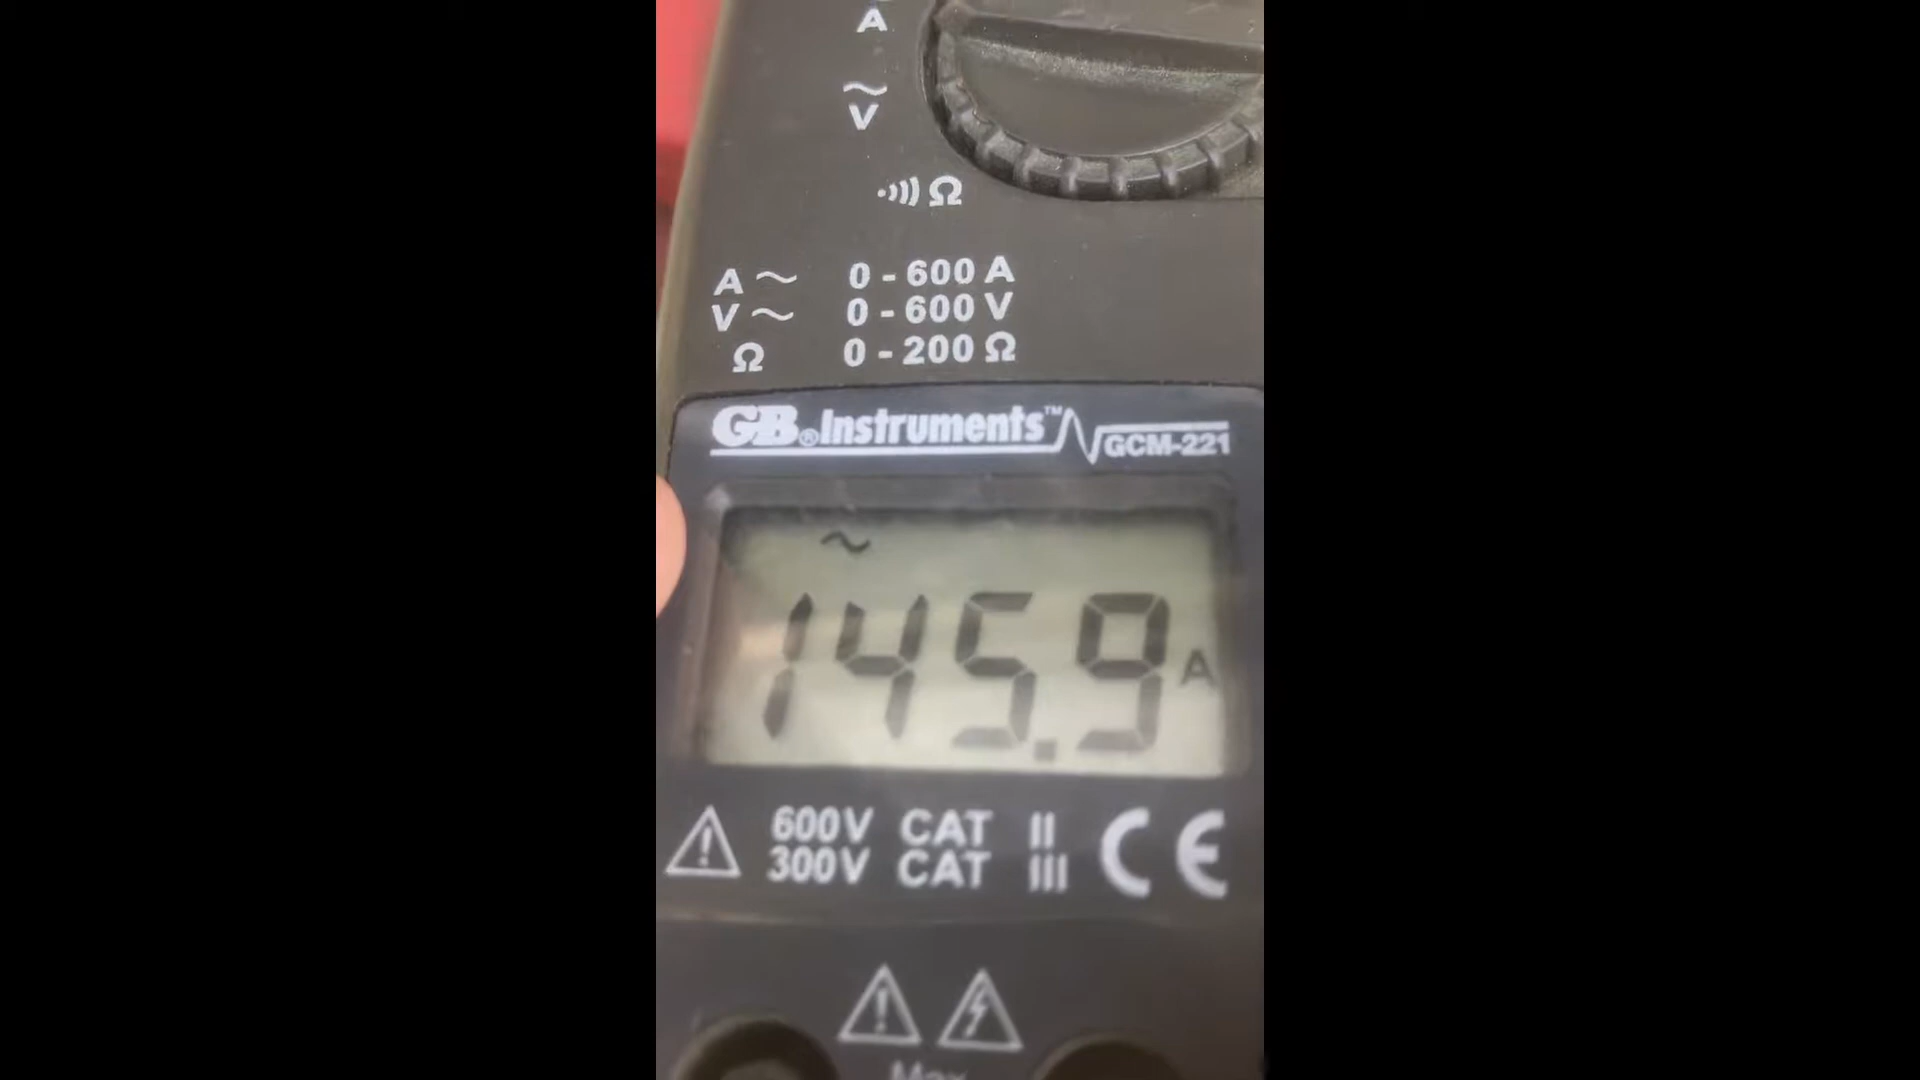 A
~
V
Ω
A ~ 0 - 600 A
V ~ 0 - 600 V
Ω 0 - 200 Ω
GB® Instruments™ GCM-221
~
145.9 A
600V CAT II
300V CAT III
CE
Max